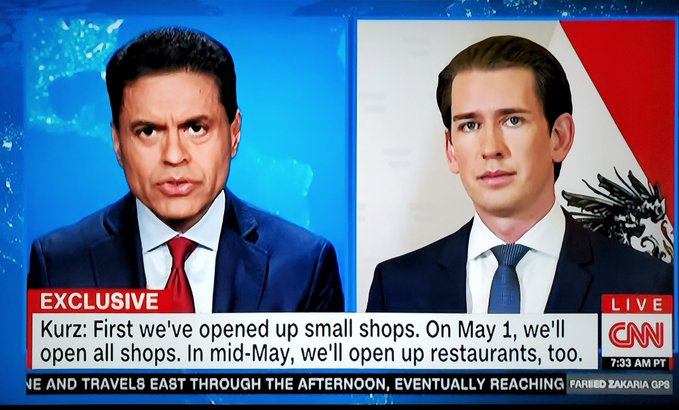 EXCLUSIVE
Kurz: First we've opened up small shops. On May 1, we'll
open all shops. In mid-May, we'll open up restaurants, too.
LIVE
CNN
7:33 AM PT
NE AND TRAVELS EAST THROUGH THE AFTERNOON, EVENTUALLY REACHING
FAREED ZAKARIA GPS